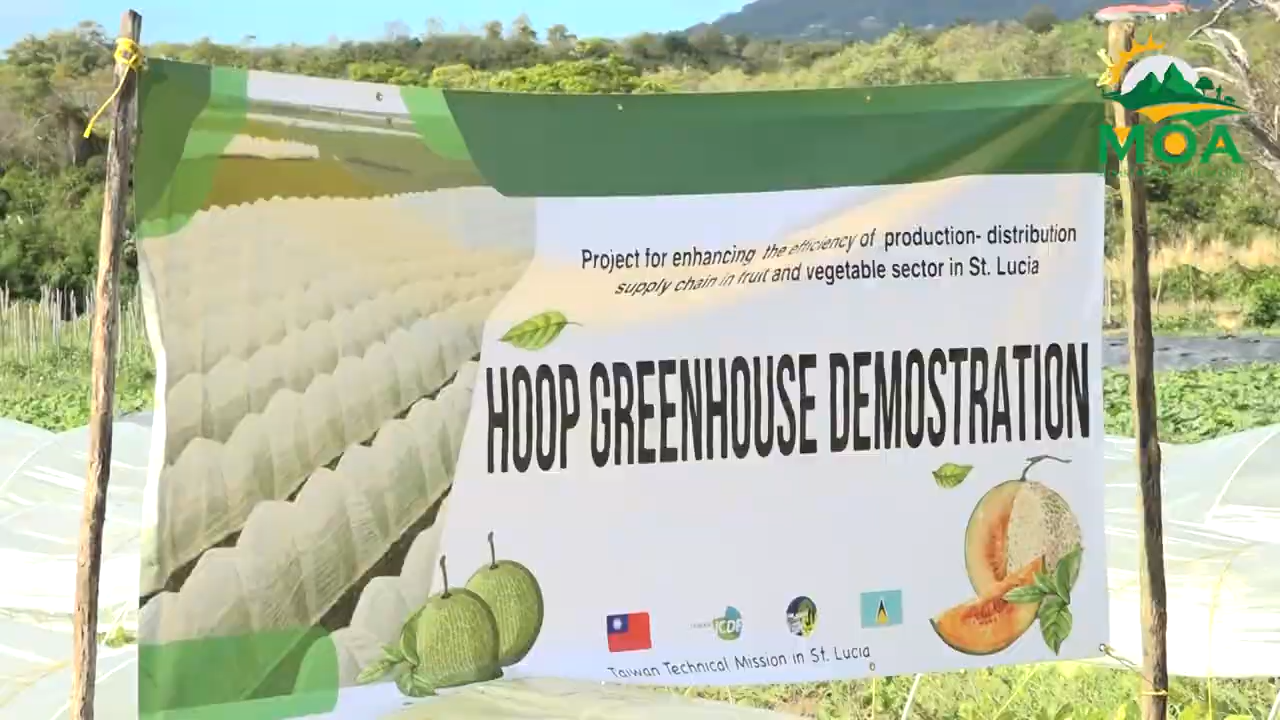 MOA
Project for enhancing the efficiency of production- distribution
supply chain in fruit and vegetable sector in St. Lucia
HOOP GREENHOUSE DEMOSTRATION
ICDF
Taiwan Technical Mission in St. Lucia